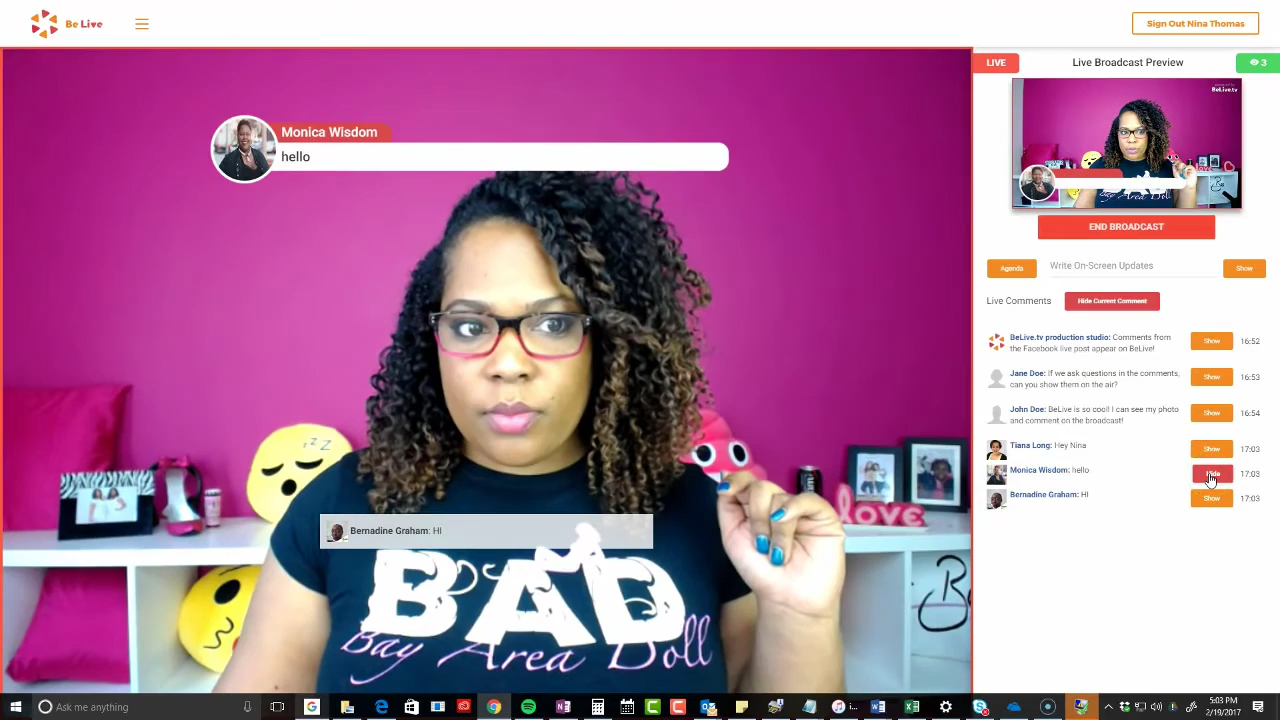 Be Live
Sign Out Nina Thomas
Monica Wisdom
hello
zzz
Bernadine Graham: HI
love
BAD
Bay Area Doll
LIVE
Live Broadcast Preview
3
BeLive.tv
END BROADCAST
Agenda
Write On-Screen Updates
Show
Live Comments
Hide Current Comment
BeLive.tv production studio: Comments from
the Facebook live post appear on BeLive!
Show
16:52
Jane Doe: If we ask questions in the comments,
can you show them on the air?
Show
16:53
John Doe: BeLive is so cool! I can see my photo
and comment on the broadcast!
Show
16:54
Tiana Long: Hey Nina
Show
17:03
Monica Wisdom: hello
Hide
17:03
Bernadine Graham: HI
Show
17:03
Ask me anything
5:03 PM
2/19/2017